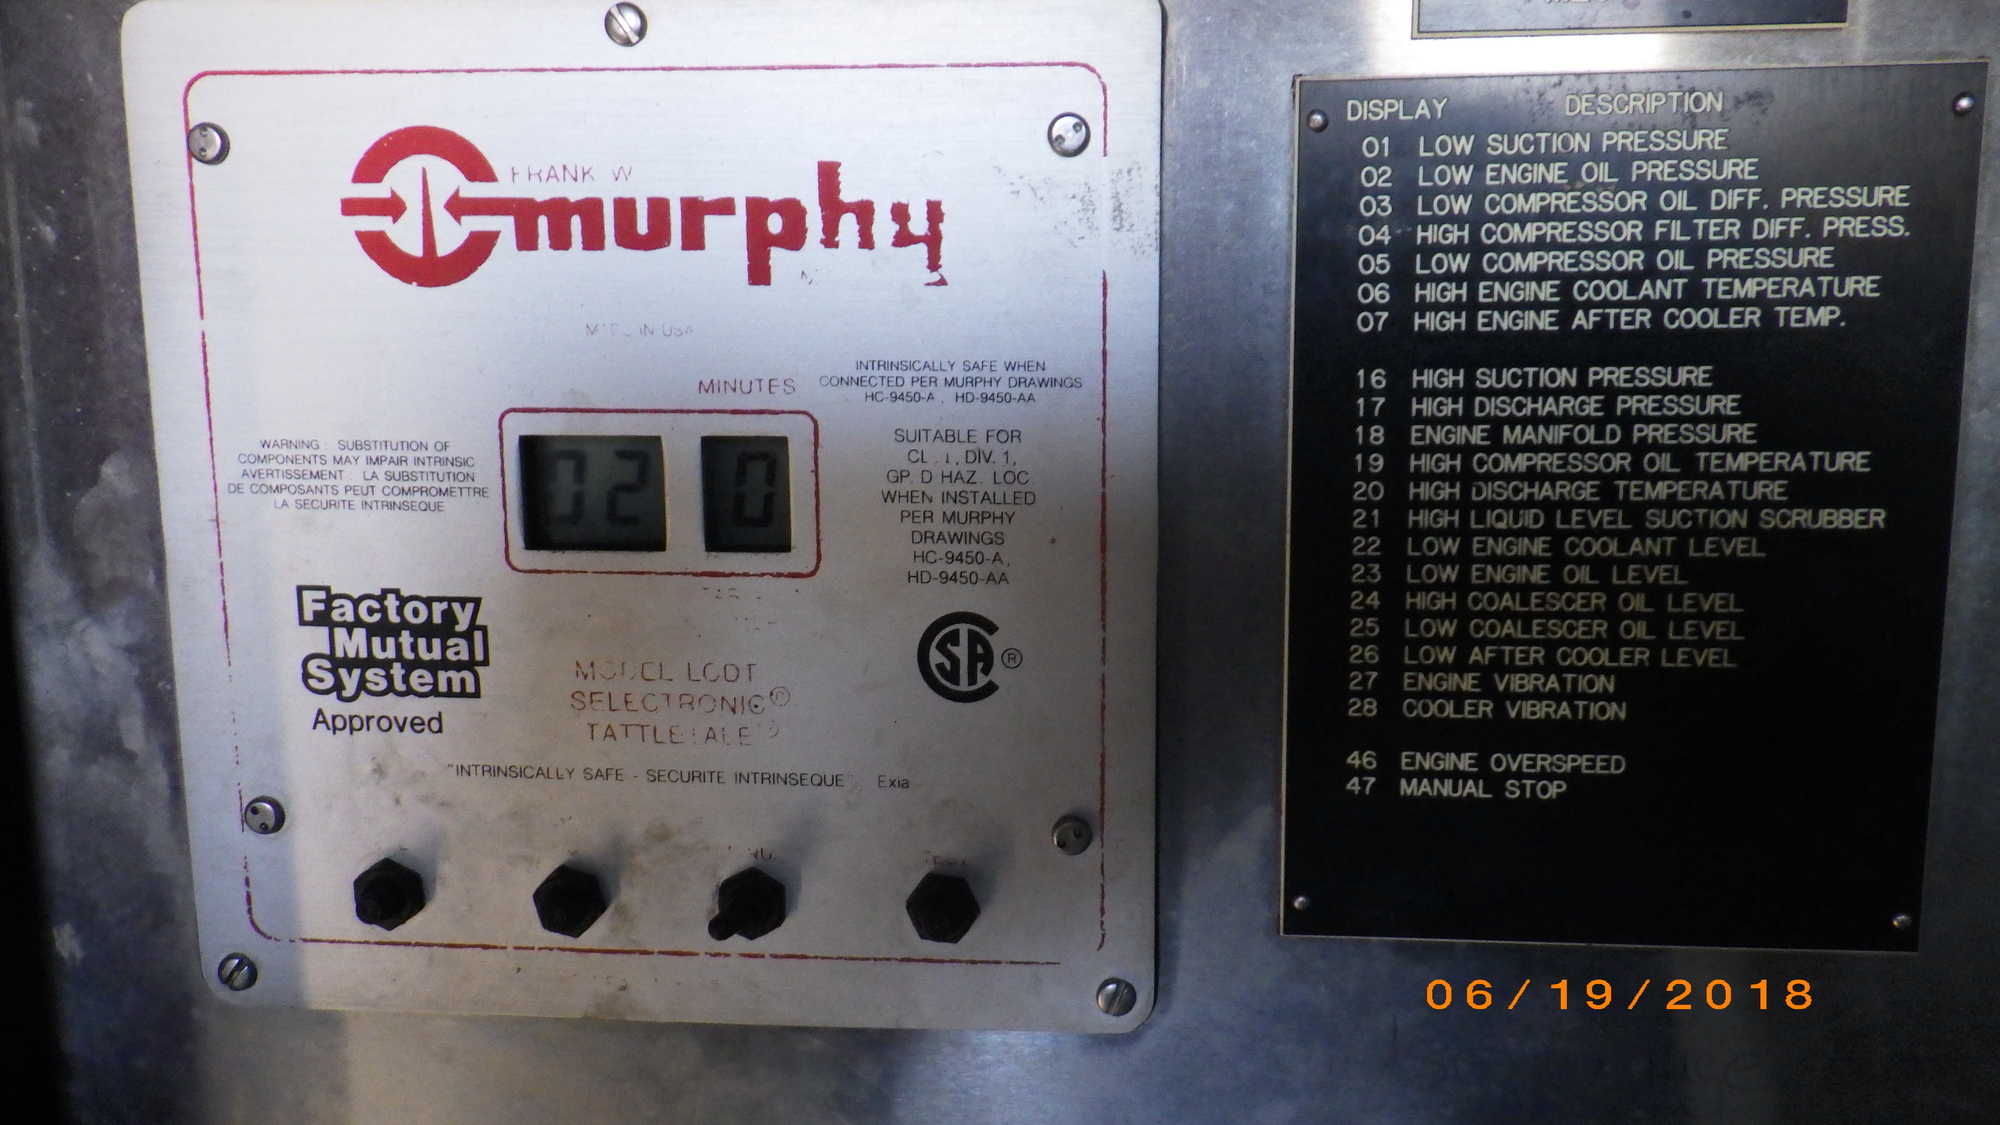 FRANK W
murphy
MADE IN USA
MINUTES
INTRINSICALLY SAFE WHEN
CONNECTED PER MURPHY DRAWINGS
HC-9450-A , HD-9450-AA
WARNING : SUBSTITUTION OF
COMPONENTS MAY IMPAIR INTRINSIC
AVERTISSEMENT : LA SUBSTITUTION
DE COMPOSANTS PEUT COMPROMETTRE
LA SECURITE INTRINSEQUE
02 0
SUITABLE FOR
CL. 1, DIV. 1,
GP. D HAZ. LOC.
WHEN INSTALLED
PER MURPHY
DRAWINGS
HC-9450-A,
HD-9450-AA
Factory
Mutual
System
Approved
MODEL LCDT
SELECTRONIC®
TATTLETALE®
SA ®
"INTRINSICALLY SAFE - SECURITE INTRINSEQUE" Exia
TEST
DISPLAY DESCRIPTION
01 LOW SUCTION PRESSURE
02 LOW ENGINE OIL PRESSURE
03 LOW COMPRESSOR OIL DIFF. PRESSURE
04 HIGH COMPRESSOR FILTER DIFF. PRESS.
05 LOW COMPRESSOR OIL PRESSURE
06 HIGH ENGINE COOLANT TEMPERATURE
07 HIGH ENGINE AFTER COOLER TEMP.
16 HIGH SUCTION PRESSURE
17 HIGH DISCHARGE PRESSURE
18 ENGINE MANIFOLD PRESSURE
19 HIGH COMPRESSOR OIL TEMPERATURE
20 HIGH DISCHARGE TEMPERATURE
21 HIGH LIQUID LEVEL SUCTION SCRUBBER
22 LOW ENGINE COOLANT LEVEL
23 LOW ENGINE OIL LEVEL
24 HIGH COALESCER OIL LEVEL
25 LOW COALESCER OIL LEVEL
26 LOW AFTER COOLER LEVEL
27 ENGINE VIBRATION
28 COOLER VIBRATION
46 ENGINE OVERSPEED
47 MANUAL STOP
06/19/2018